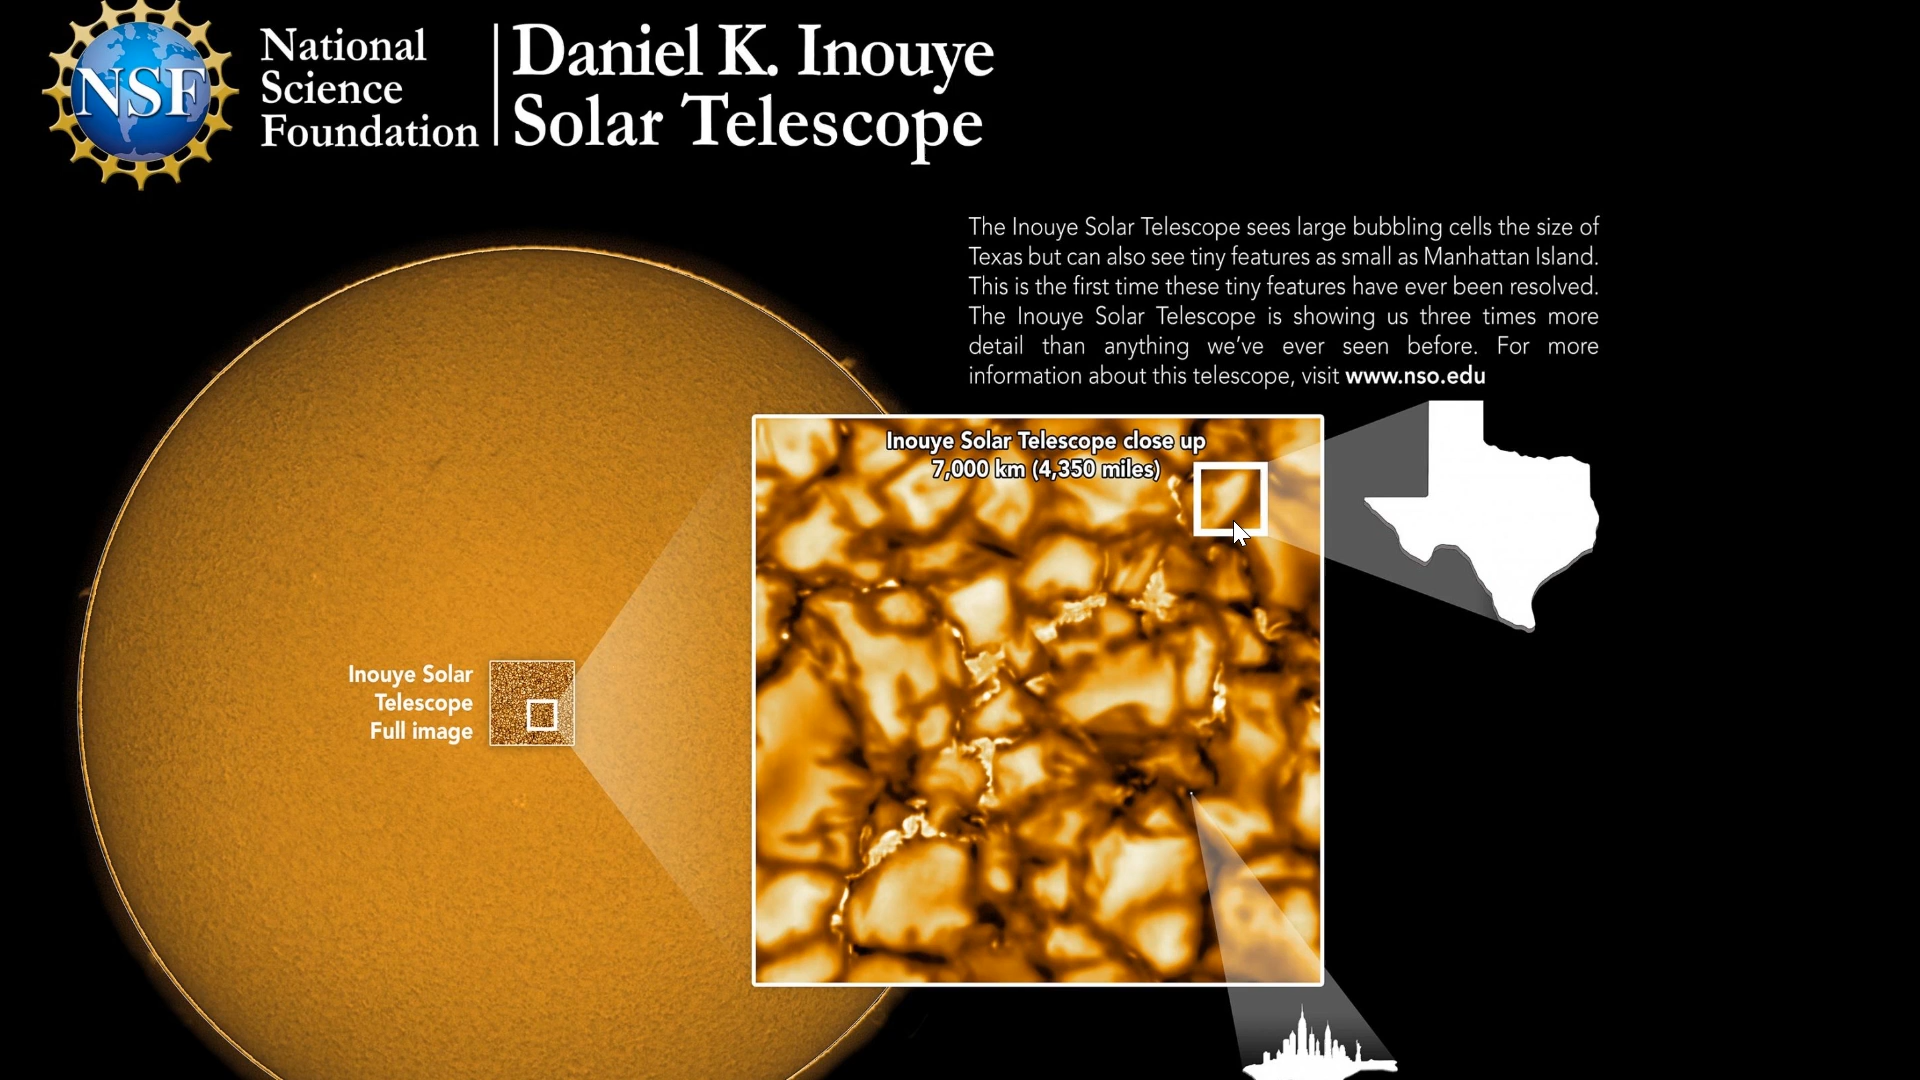 NSF
National
Science
Foundation
Daniel K. Inouye
Solar Telescope
The Inouye Solar Telescope sees large bubbling cells the size of
Texas but can also see tiny features as small as Manhattan Island.
This is the first time these tiny features have ever been resolved.
The Inouye Solar Telescope is showing us three times more
detail than anything we’ve ever seen before. For more
information about this telescope, visit www.nso.edu
Inouye Solar Telescope close up
7,000 km (4,350 miles)
Inouye Solar
Telescope
Full image